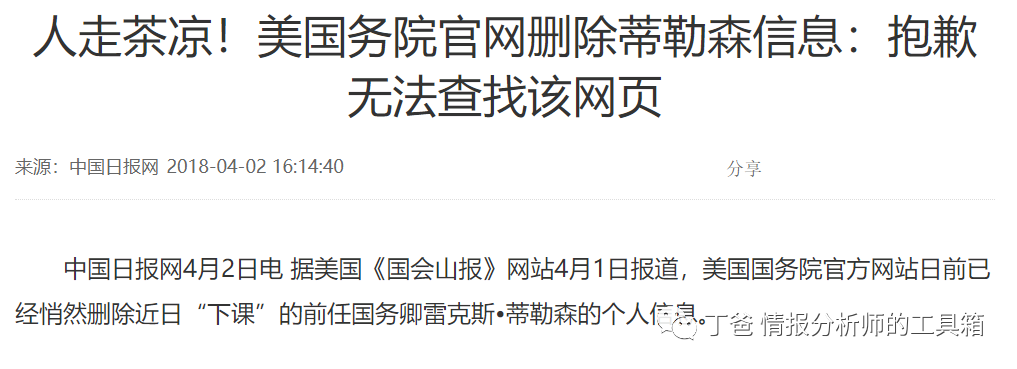 人走茶凉！美国务院官网删除蒂勒森信息：抱歉
无法查找该网页
来源：中国日报网 2018-04-02 16:14:40
分享
中国日报网4月2日电 据美国《国会山报》网站4月1日报道，美国国务院官方网站日前已
经悄然删除近日“下课”的前任国务卿雷克斯•蒂勒森的个人信息。
丁爸 情报分析师的工具箱